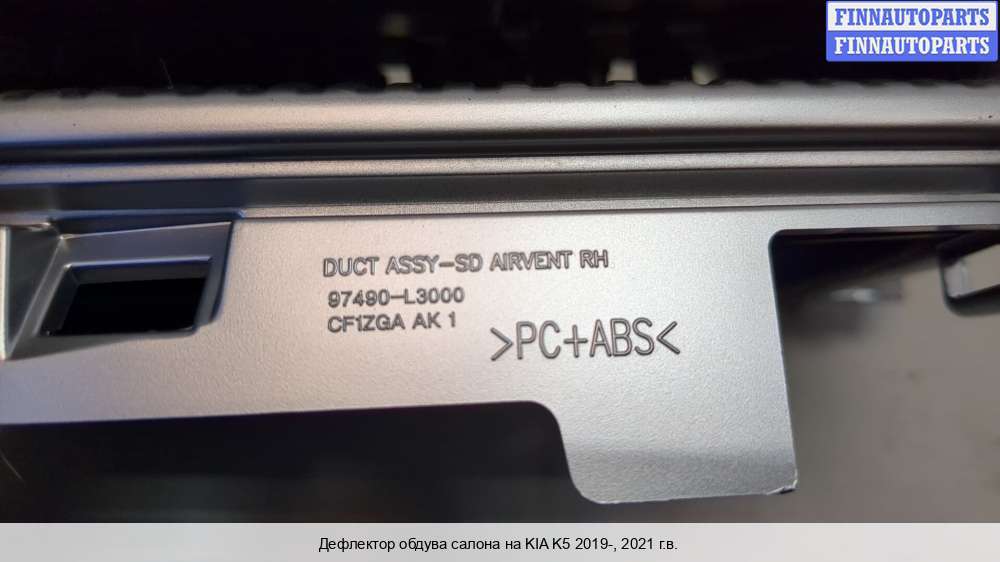 FINNAUTOPARTS
FINNAUTOPARTS
DUCT ASSY-SD AIRVENT RH
97490-L3000
CF1ZGA AK 1
>PC+ABS<
Дефлектор обдува салона на KIA K5 2019-, 2021 г.в.